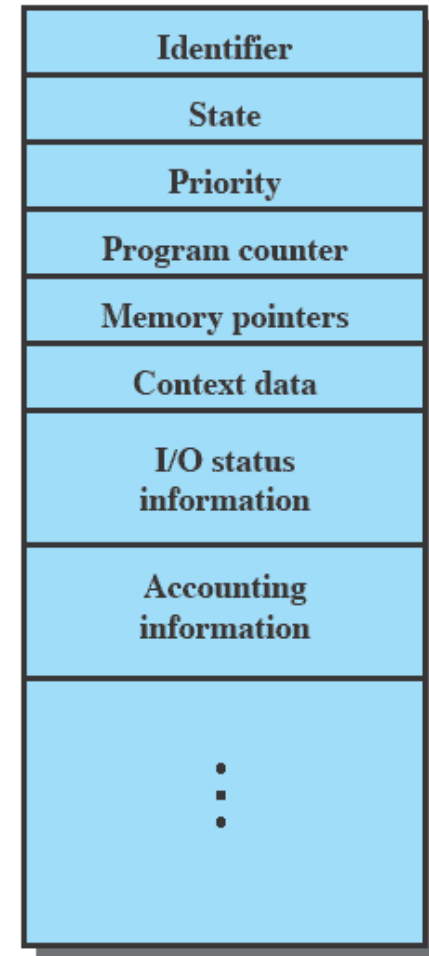 Identifier
State
Priority
Program counter
Memory pointers
Context data
I/O status
information
Accounting
information